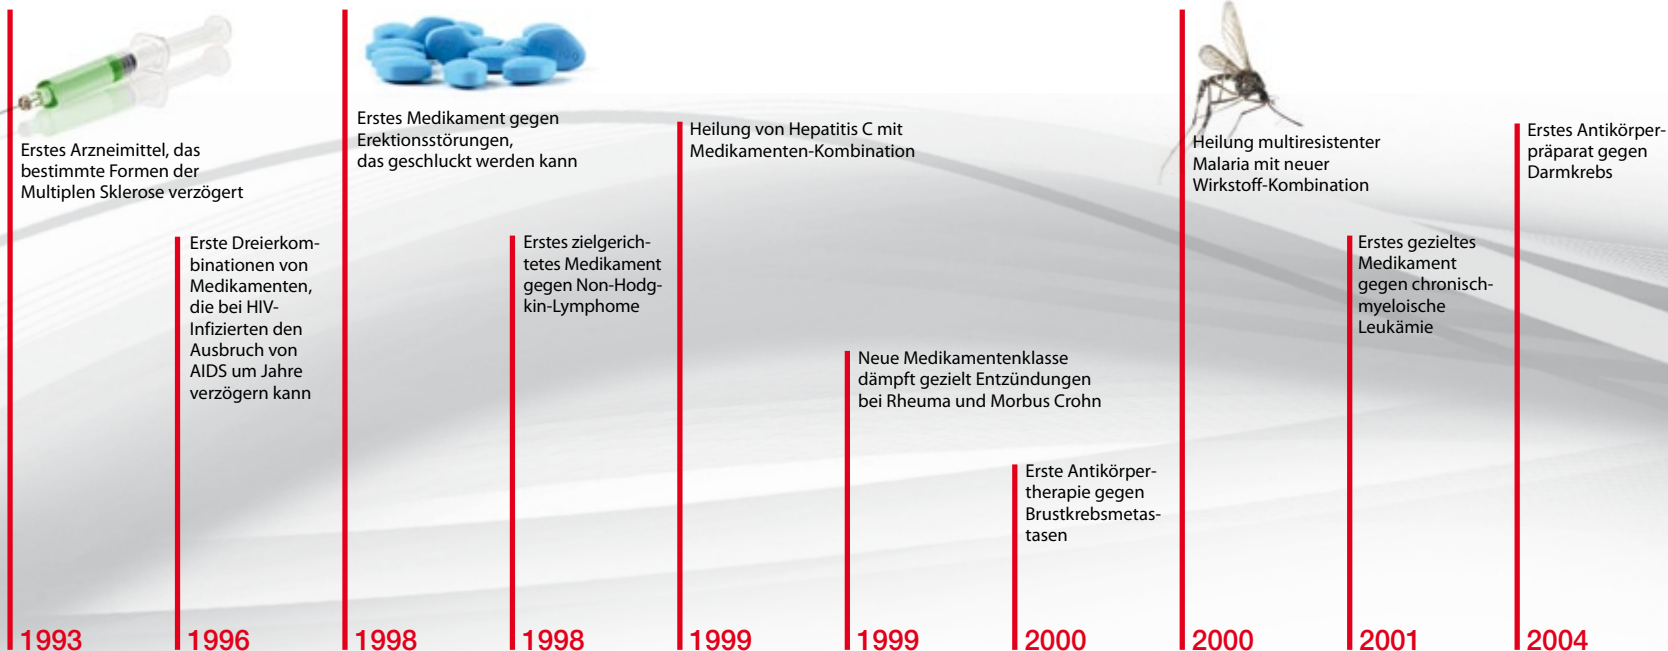 Erstes Arzneimittel, das
bestimmte Formen der
Multiplen Sklerose verzögert
1993
Erste Dreierkom-
binationen von
Medikamenten,
die bei HIV-
Infizierten den
Ausbruch von
AIDS um Jahre
verzögern kann
1996
Erstes Medikament gegen
Erektionsstörungen,
das geschluckt werden kann
1998
Erstes zielgerich-
tetes Medikament
gegen Non-Hodg-
kin-Lymphome
1998
Heilung von Hepatitis C mit
Medikamenten-Kombination
1999
Neue Medikamentenklasse
dämpft gezielt Entzündungen
bei Rheuma und Morbus Crohn
1999
Erste Antikörper-
therapie gegen
Brustkrebsmetas-
tasen
2000
Heilung multiresistenter
Malaria mit neuer
Wirkstoff-Kombination
2000
Erstes gezieltes
Medikament
gegen chronisch-
myeloische
Leukämie
2001
Erstes Antikörper-
präparat gegen
Darmkrebs
2004